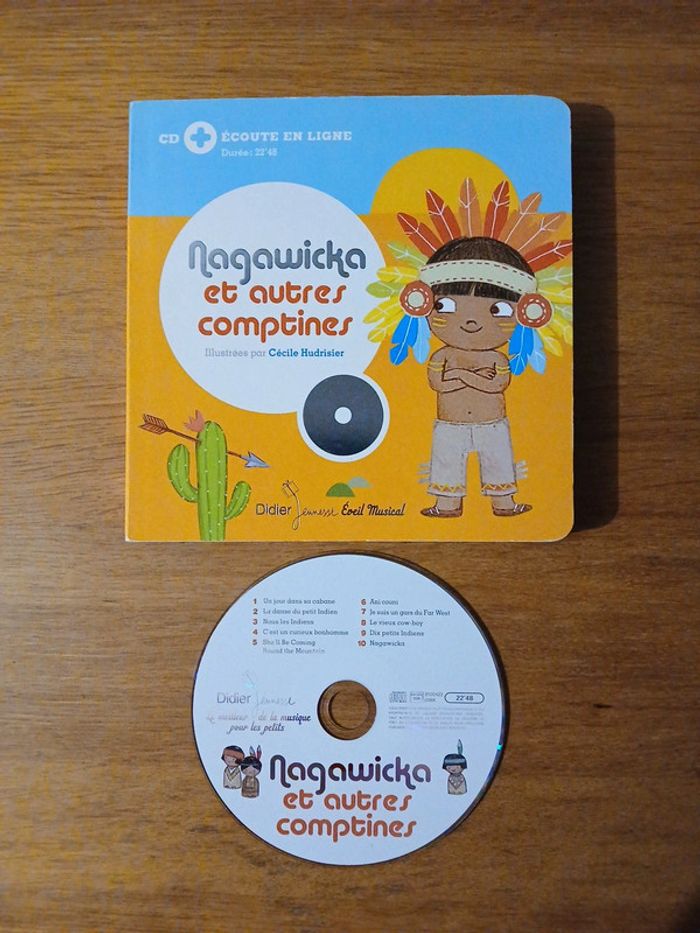 CD + ÉCOUTE EN LIGNE
Durée : 22'48
Nagawicka
et autres
comptines
Illustrées par Cécile Hudrisier
Didier Jeunesse Éveil Musical
1 Un jour dans sa cabane
2 La danse du petit Indien
3 Nous les Indiens
4 C'est un curieux bonhomme
5 She'll Be Coming
Round the Mountain
6 Ani couni
7 Je suis un gars du Far West
8 Le vieux cow-boy
9 Dix petits Indiens
10 Nagawicka
Didier Jeunesse
Le meilleur de la musique
pour les petits
22'48
Nagawicka
et autres
comptines